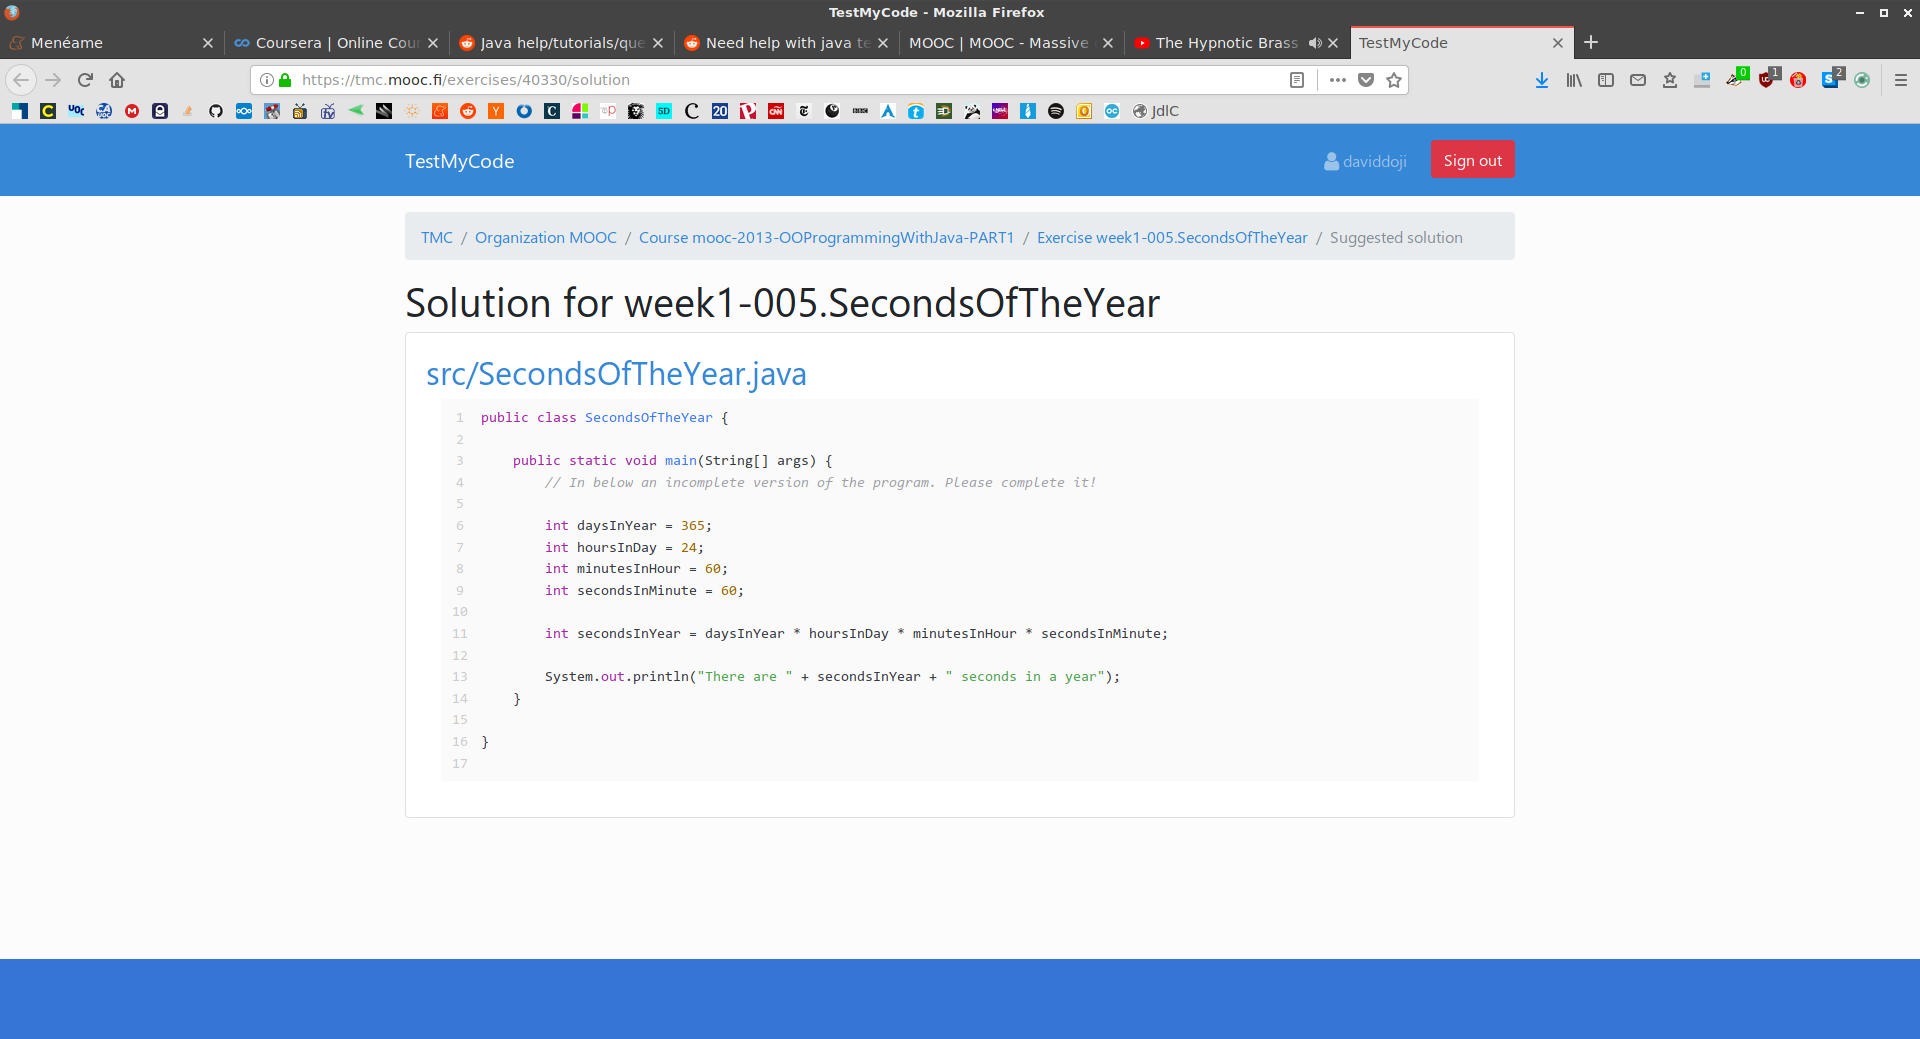 TestMyCode - Mozilla Firefox
Menéame
Coursera | Online Cour
Java help/tutorials/que
Need help with java te
MOOC | MOOC - Massive
The Hypnotic Brass
TestMyCode
https://tmc.mooc.fi/exercises/40330/solution
0
1
2
JdlC
TestMyCode
daviddoji
Sign out
TMC / Organization MOOC / Course mooc-2013-OOProgrammingWithJava-PART1 / Exercise week1-005.SecondsOfTheYear / Suggested solution
Solution for week1-005.SecondsOfTheYear
src/SecondsOfTheYear.java
1 public class SecondsOfTheYear {
2
3 public static void main(String[] args) {
4 // In below an incomplete version of the program. Please complete it!
5
6 int daysInYear = 365;
7 int hoursInDay = 24;
8 int minutesInHour = 60;
9 int secondsInMinute = 60;
10
11 int secondsInYear = daysInYear * hoursInDay * minutesInHour * secondsInMinute;
12
13 System.out.println("There are " + secondsInYear + " seconds in a year");
14 }
15
16 }
17